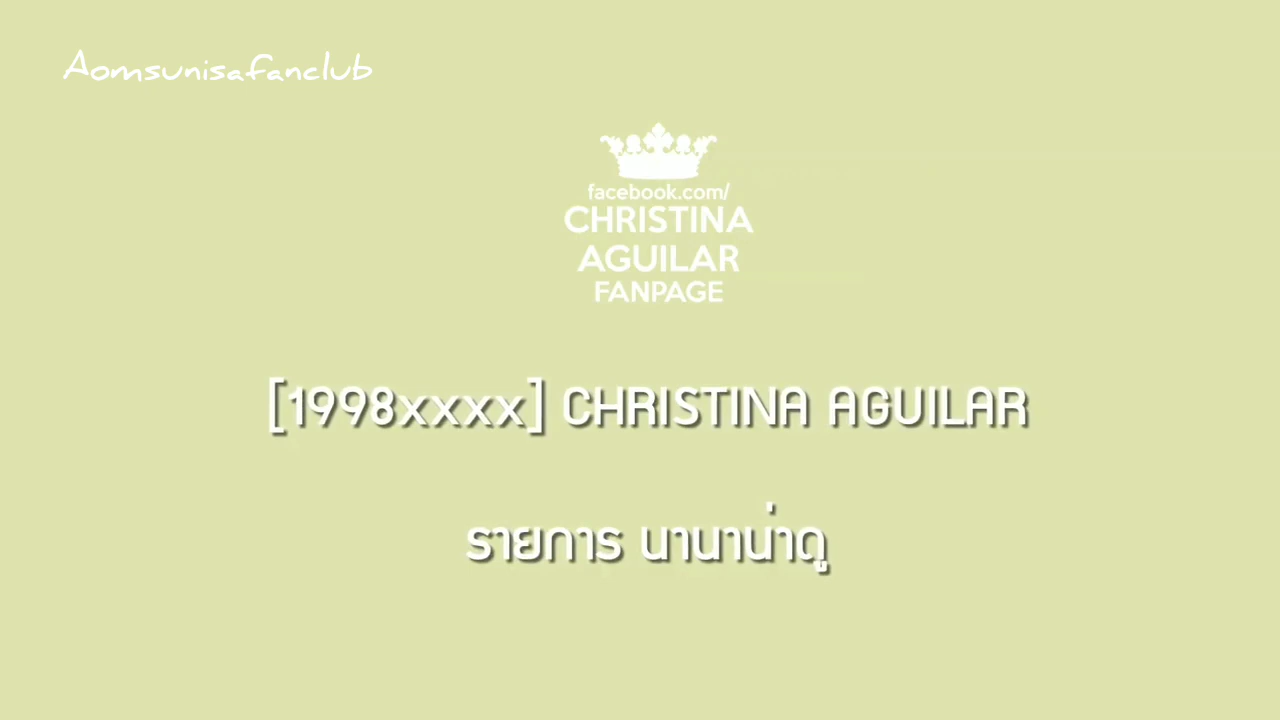 Aomsunisafanclub
facebook.com/
CHRISTINA
AGUILAR
FANPAGE
[1998xxxx] CHRISTINA AGUILAR
รายการ นานาน่าดู